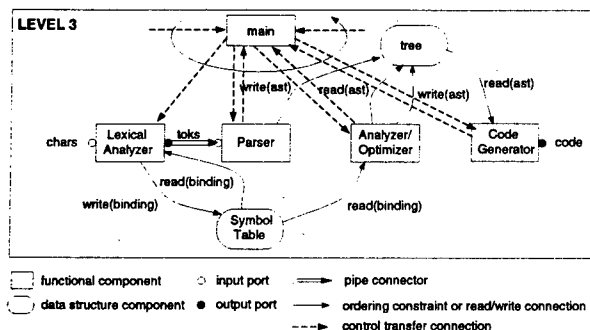 LEVEL 3
main
tree
write(ast)
read(ast)
write(ast)
read(ast)
chars
Lexical
Analyzer
toks
Parser
Analyzer/
Optimizer
Code
Generator
code
read(binding)
write(binding)
read(binding)
Symbol
Table
functional component
input port
pipe connector
data structure component
output port
ordering constraint or read/write connection
control transfer connection